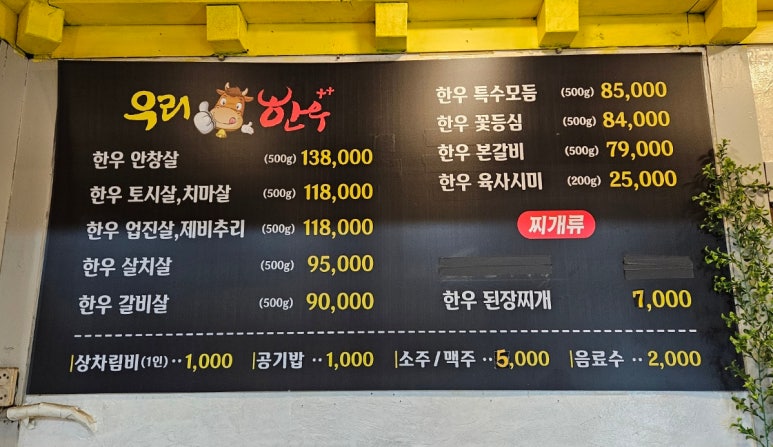 우리 한우++
한우 안창살 (500g) 138,000
한우 토시살,치마살 (500g) 118,000
한우 업진살,제비추리 (500g) 118,000
한우 살치살 (500g) 95,000
한우 갈비살 (500g) 90,000
한우 특수모듬 (500g) 85,000
한우 꽃등심 (500g) 84,000
한우 본갈비 (500g) 79,000
한우 육사시미 (200g) 25,000
찌개류
한우 된장찌개 7,000
상차림비(1인) ·· 1,000 공기밥 ·· 1,000 소주/맥주 ·· 5,000 음료수 ·· 2,000